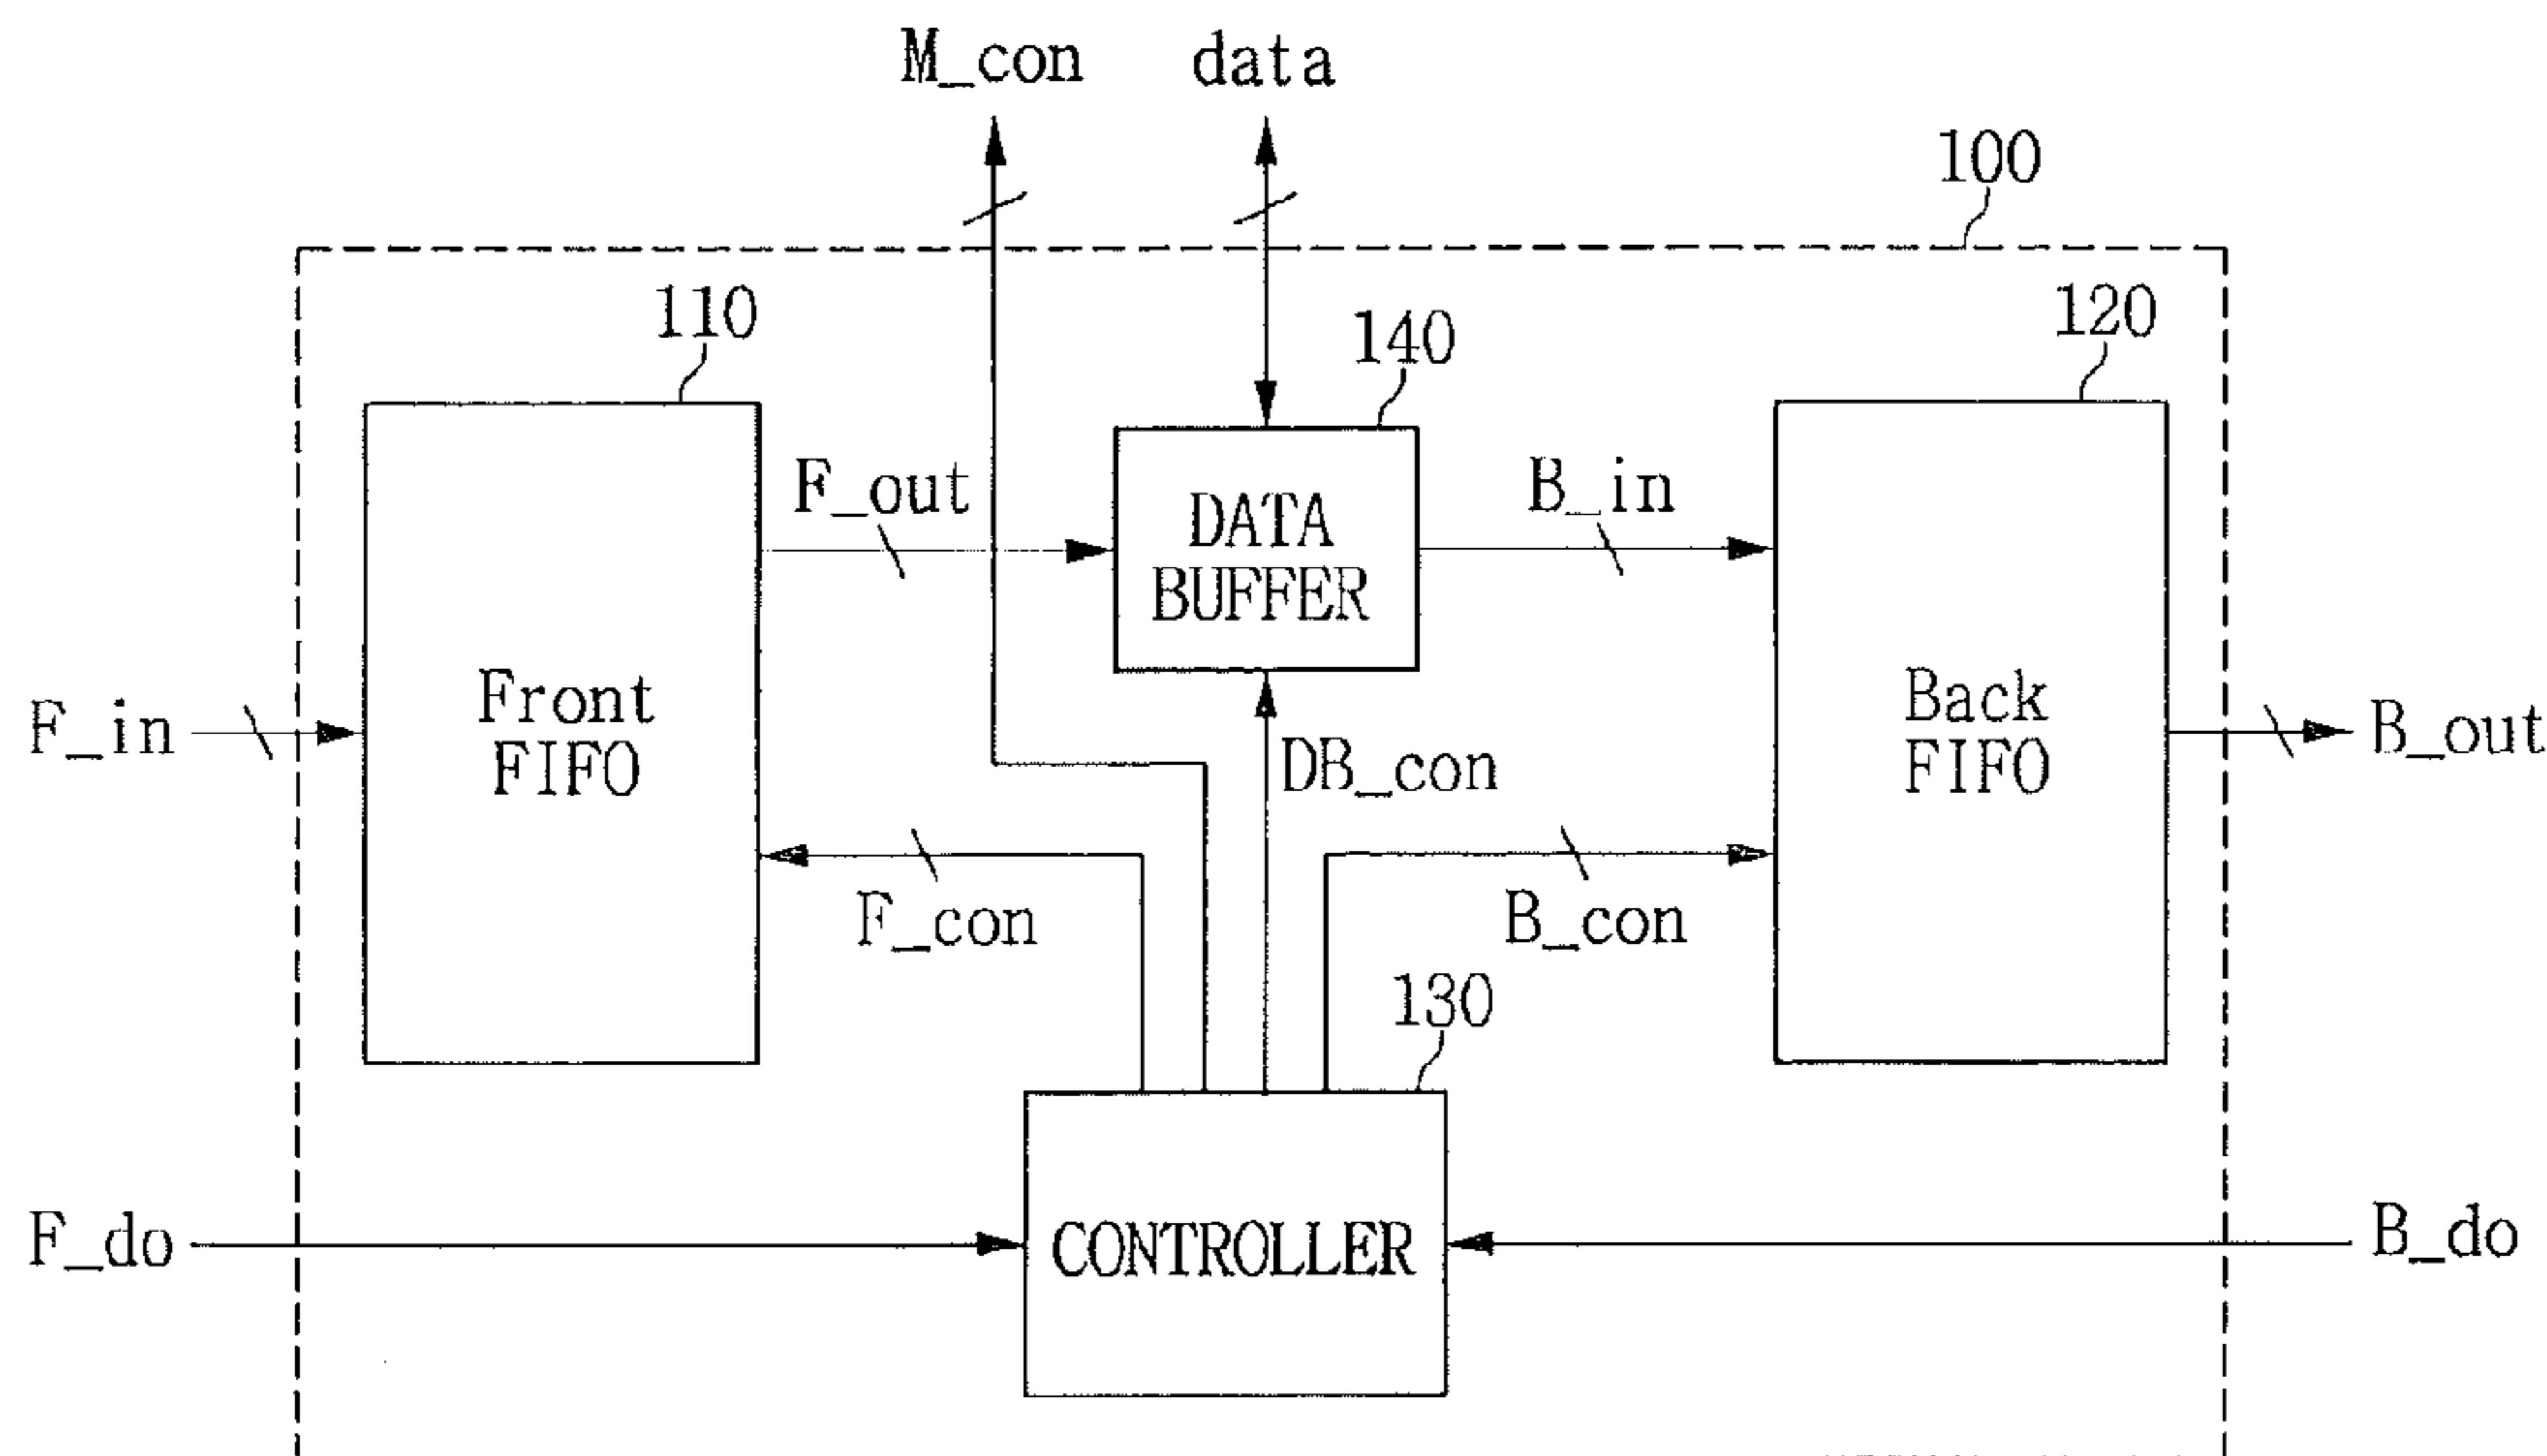 M_con
data
100
110
120
140
F_out
DATA
BUFFER
B_in
Front
FIFO
Back
FIFO
F_in
DB_con
B_out
F_con
B_con
130
F_do
CONTROLLER
B_do